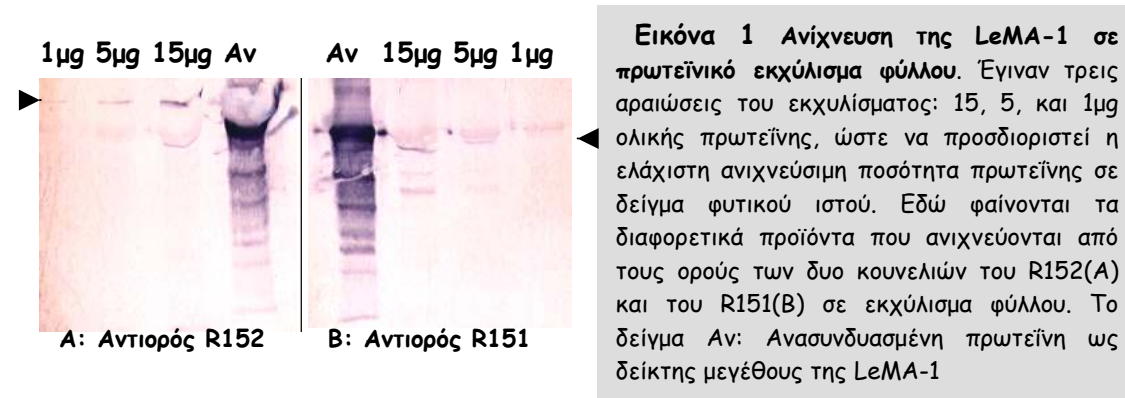 1μg 5μg 15μg Αν
Αν 15μg 5μg 1μg
Α: Αντιορός R152
Β: Αντιορός R151
Εικόνα 1 Ανίχνευση της LeMA-1 σε
πρωτεϊνικό εκχύλισμα φύλλου. Έγιναν τρεις
αραιώσεις του εκχυλίσματος: 15, 5, και 1μg
ολικής πρωτεΐνης, ώστε να προσδιοριστεί η
ελάχιστη ανιχνεύσιμη ποσότητα πρωτεΐνης σε
δείγμα φυτικού ιστού. Εδώ φαίνονται τα
διαφορετικά προϊόντα που ανιχνεύονται από
τους ορούς των δυο κουνελιών του R152(Α)
και του R151(Β) σε εκχύλισμα φύλλου. Το
δείγμα Αν: Ανασυνδυασμένη πρωτεΐνη ως
δείκτης μεγέθους της LeMA-1